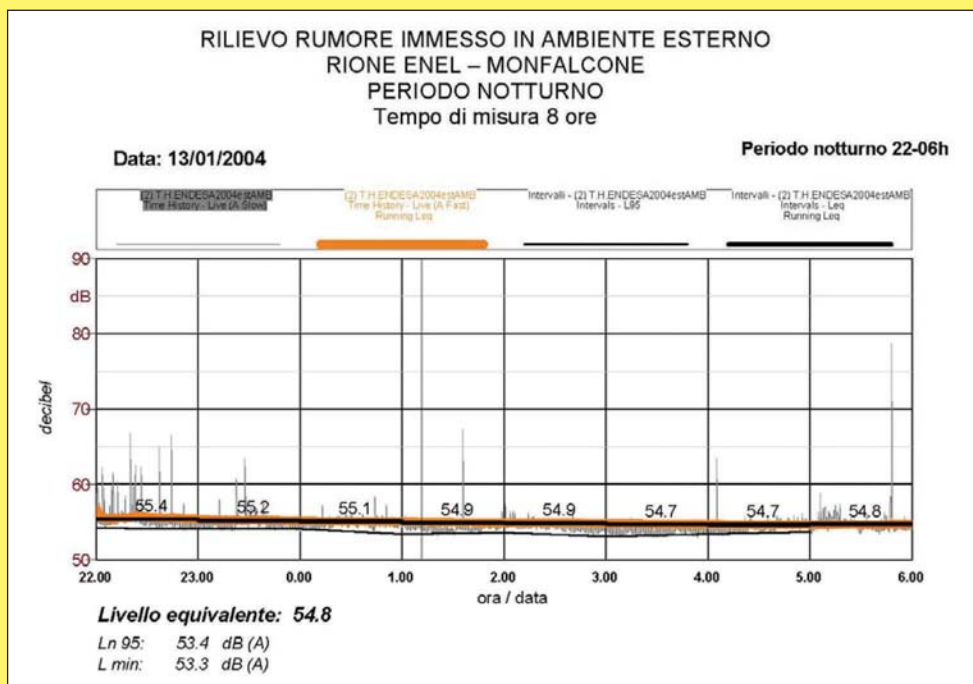 RILIEVO RUMORE IMMESSO IN AMBIENTE ESTERNO
RIONE ENEL – MONFALCONE
PERIODO NOTTURNO
Tempo di misura 8 ore
Data: 13/01/2004
Periodo notturno 22-06h
(2) T.H.ENDESA2004estAMB
Time History - Live (A Slow)
(2) T.H.ENDESA2004estAMB
Time History - Live (A Fast)
Running Leq
Intervalli - (2) T.H.ENDESA2004estAMB
Intervals - L95
Intervalli - (2) T.H.ENDESA2004estAMB
Intervals - Leq
Running Leq
90
dB
80
70
60
50
decibel
55.4 55.2 55.1 54.9 54.9 54.7 54.7 54.8
22.00 23.00 0.00 1.00 2.00 3.00 4.00 5.00 6.00
ora / data
Livello equivalente: 54.8
Ln 95: 53.4 dB (A)
L min: 53.3 dB (A)